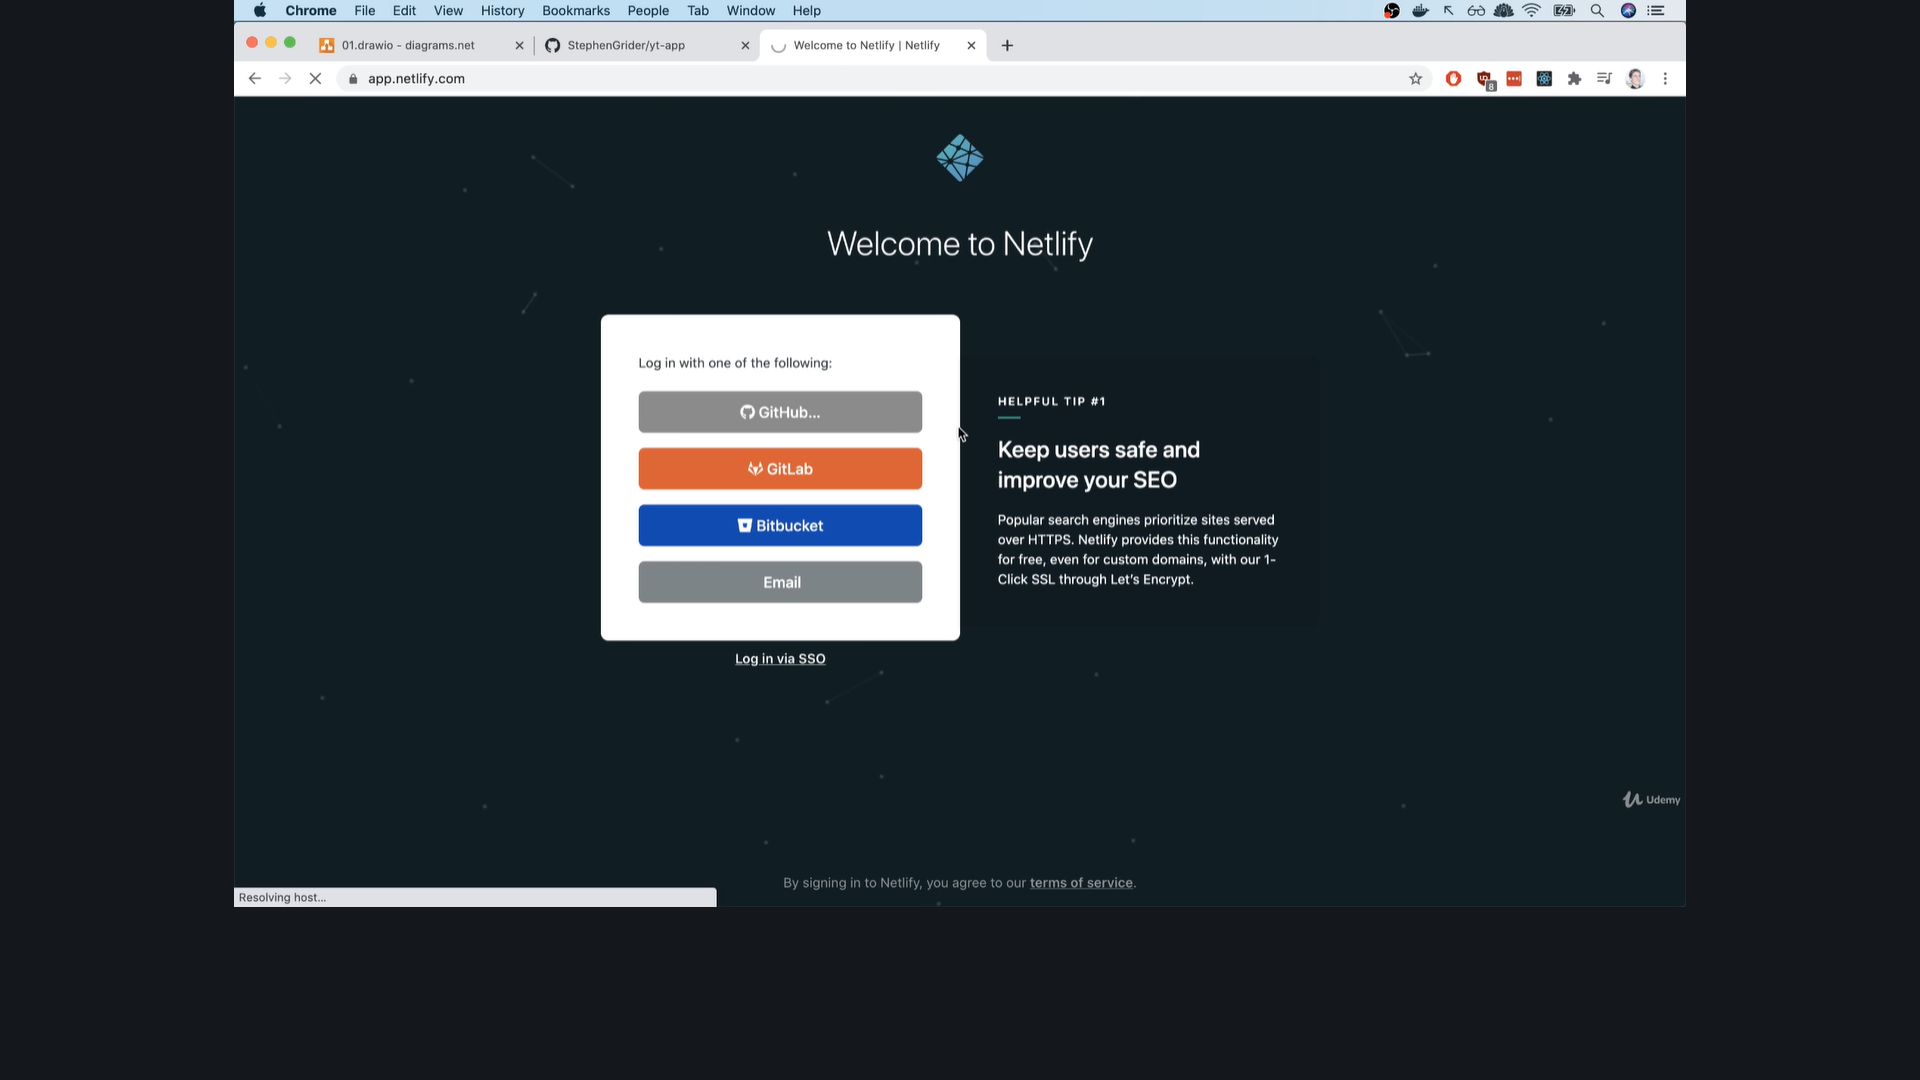 Chrome File Edit View History Bookmarks People Tab Window Help
01.drawio - diagrams.net
StephenGrider/yt-app
Welcome to Netlify | Netlify
app.netlify.com
8
Welcome to Netlify
Log in with one of the following:
GitHub...
GitLab
Bitbucket
Email
Log in via SSO
HELPFUL TIP #1
Keep users safe and
improve your SEO
Popular search engines prioritize sites served
over HTTPS. Netlify provides this functionality
for free, even for custom domains, with our 1-
Click SSL through Let's Encrypt.
Udemy
By signing in to Netlify, you agree to our terms of service.
Resolving host...